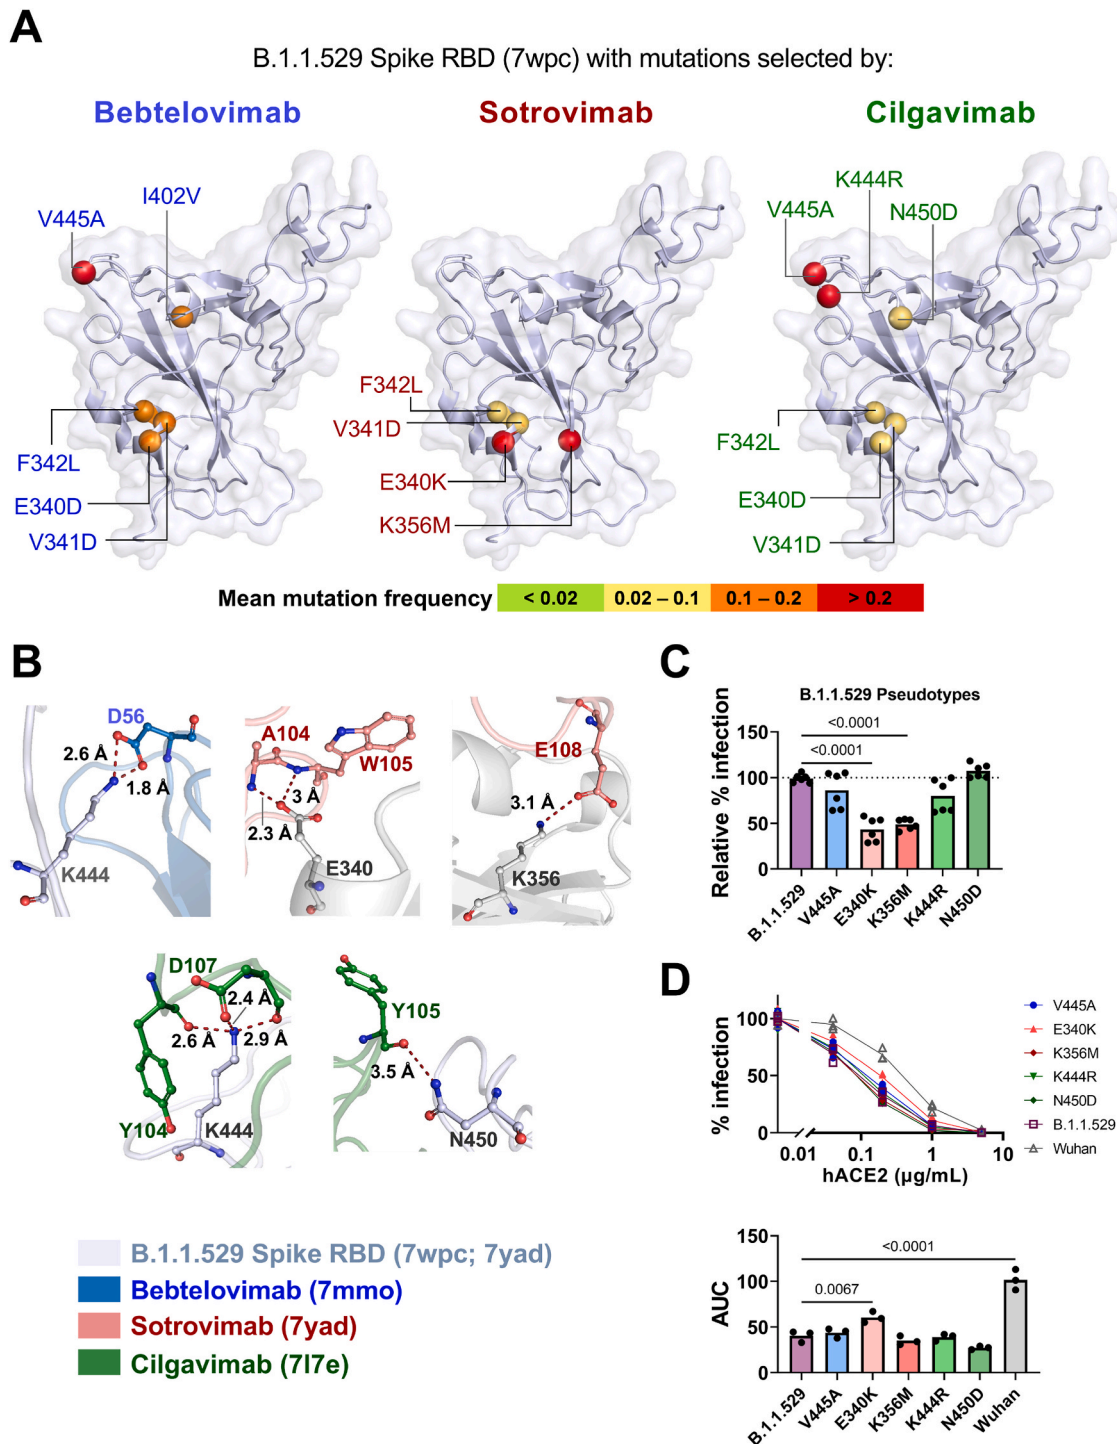 A
B.1.1.529 Spike RBD (7wpc) with mutations selected by:
Bebtelovimab
Sotrovimab
Cilgavimab
I402V
V445A
F342L
E340D
V341D
F342L
V341D
E340K
K356M
K444R
V445A
N450D
F342L
E340D
V341D
Mean mutation frequency
< 0.02
0.02 – 0.1
0.1 – 0.2
> 0.2
B
D56
2.6 Å
1.8 Å
K444
A104
W105
3 Å
2.3 Å
E340
E108
3.1 Å
K356
D107
2.4 Å
2.6 Å
2.9 Å
Y104
K444
Y105
3.5 Å
N450
B.1.1.529 Spike RBD (7wpc; 7yad)
Bebtelovimab (7mmo)
Sotrovimab (7yad)
Cilgavimab (7l7e)
C
B.1.1.529 Pseudotypes
<0.0001
<0.0001
Relative % infection
150
100
50
0
B.1.1.529
V445A
E340K
K356M
K444R
N450D
D
% infection
100
50
0
0.01
0.1
1
10
hACE2 (µg/mL)
V445A
E340K
K356M
K444R
N450D
B.1.1.529
Wuhan
AUC
150
100
50
0
<0.0001
0.0067
B.1.1.529
V445A
E340K
K356M
K444R
N450D
Wuhan